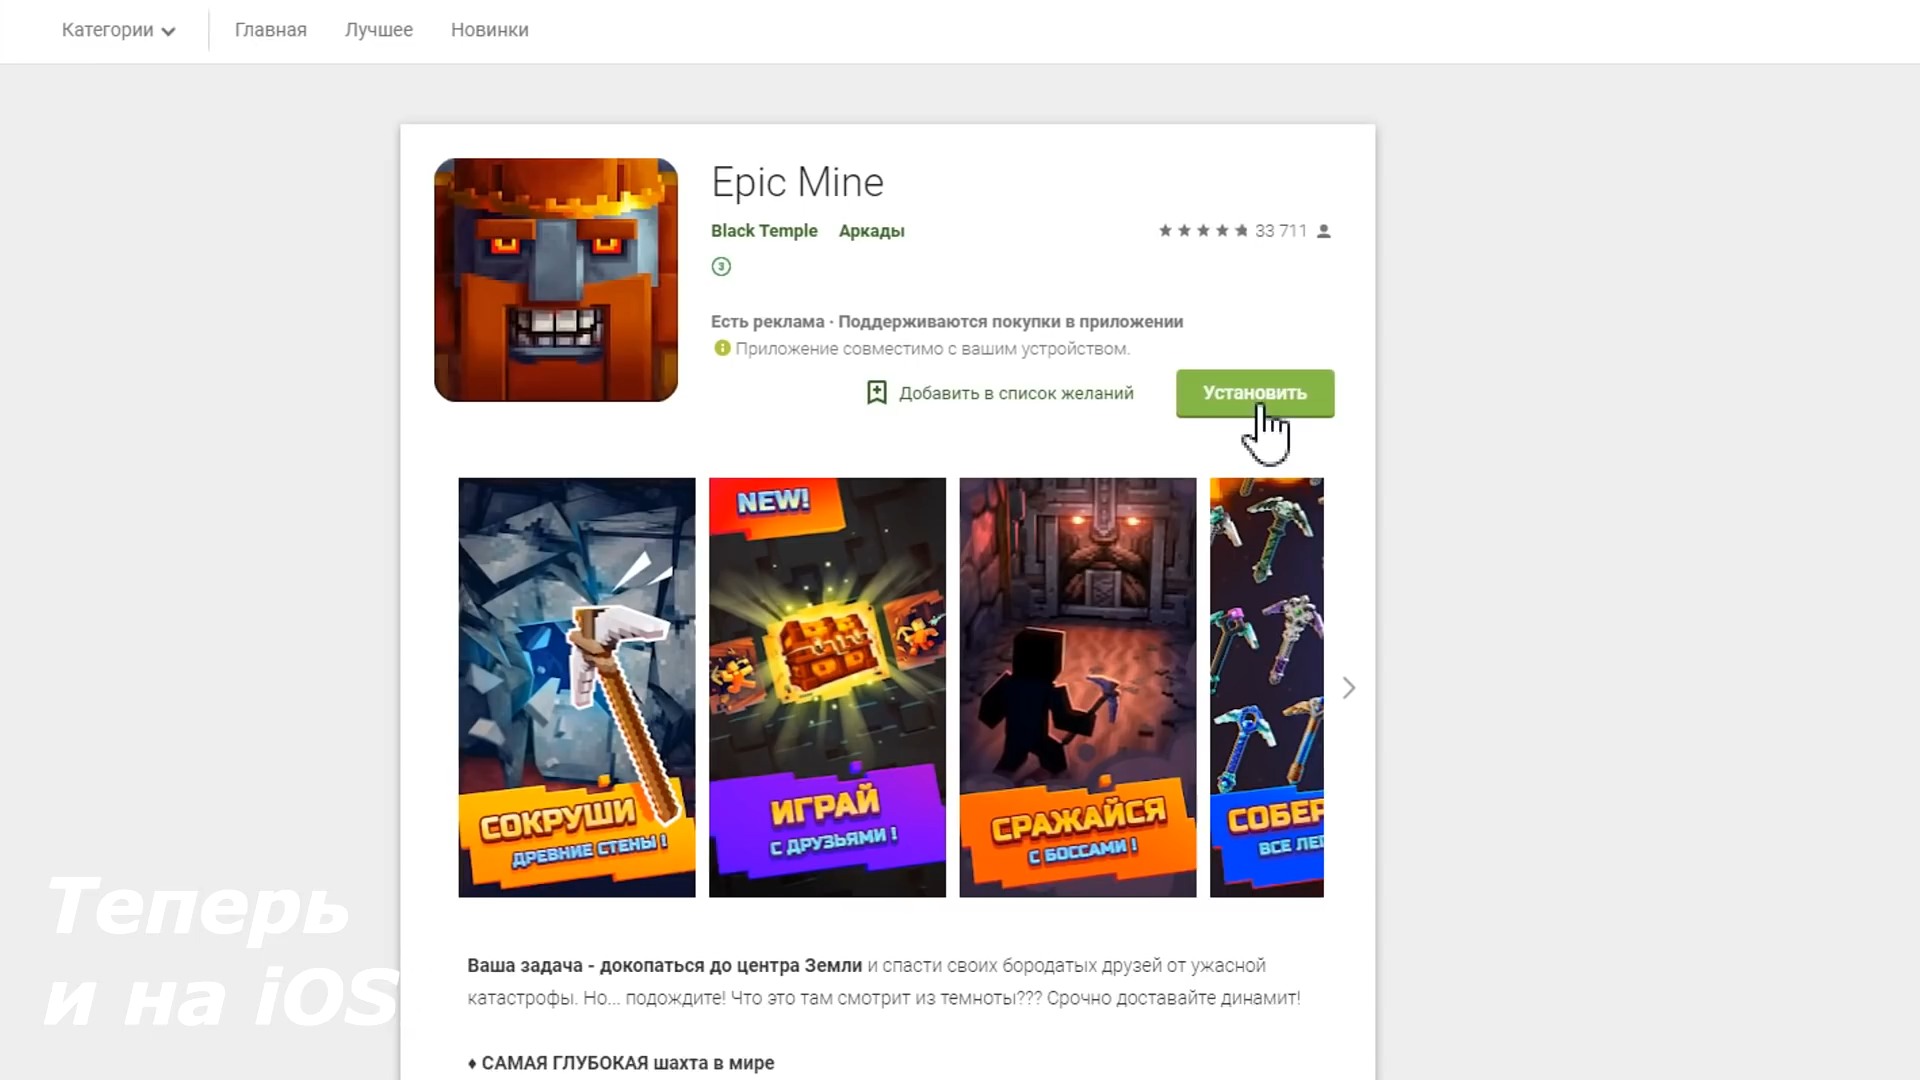 Категории
Главная
Лучшее
Новинки
Epic Mine
Black Temple Аркады
33 711
3
Есть реклама · Поддерживаются покупки в приложении
Приложение совместимо с вашим устройством.
Добавить в список желаний
Установить
СОКРУШИ
ДРЕВНИЕ СТЕНЫ !
NEW!
ИГРАЙ
С ДРУЗЬЯМИ !
СРАЖАЙСЯ
С БОССАМИ !
СОБЕР
ВСЕ ЛЕ
Ваша задача - докопаться до центра Земли и спасти своих бородатых друзей от ужасной
катастрофы. Но... подождите! Что это там смотрит из темноты??? Срочно доставайте динамит!
♦ САМАЯ ГЛУБОКАЯ шахта в мире
Теперь
и на iOS